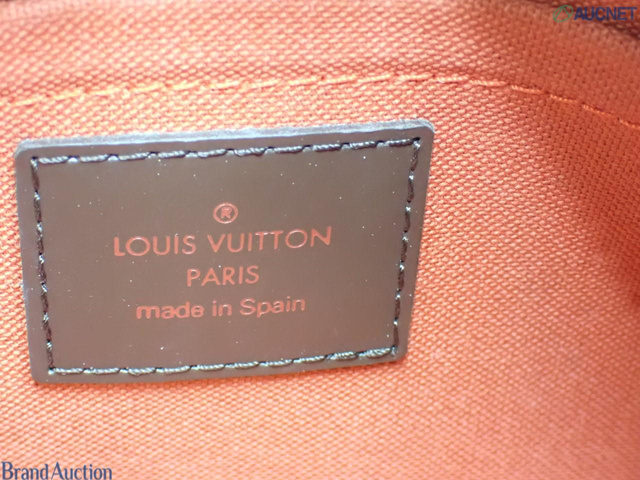 AUCNET
®
LOUIS VUITTON
PARIS
made in Spain
BrandAuction